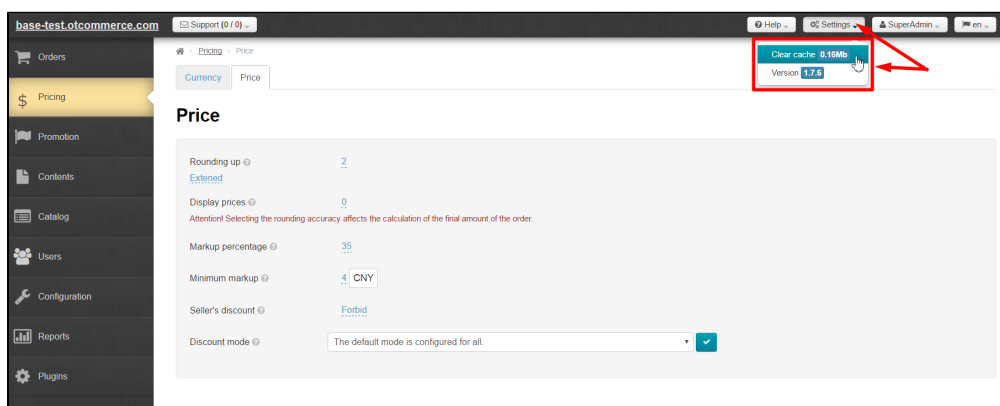 base-test.otcommerce.com
Support (0 / 0)
Help
Settings
SuperAdmin
en
Clear cache 0.16Mb
Version 1.7.6
Orders
Pricing
Promotion
Contents
Catalog
Users
Configuration
Reports
Plugins
Pricing Price
Currency Price
Price
Rounding up 2
Extened
Display prices 0
Attention! Selecting the rounding accuracy affects the calculation of the final amount of the order.
Markup percentage 35
Minimum markup 4 CNY
Seller's discount Forbid
Discount mode The default mode is configured for all.